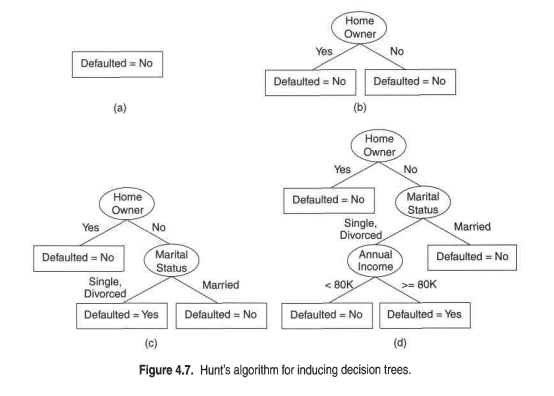 Defaulted = No
(a)
Home
Owner
Yes
No
Defaulted = No
Defaulted = No
(b)
Home
Owner
Yes
No
Defaulted = No
Marital
Status
Single,
Divorced
Married
Defaulted = Yes
Defaulted = No
(c)
Home
Owner
Yes
No
Defaulted = No
Marital
Status
Single,
Divorced
Married
Annual
Income
Defaulted = No
< 80K
>= 80K
Defaulted = No
Defaulted = Yes
(d)
Figure 4.7. Hunt's algorithm for inducing decision trees.